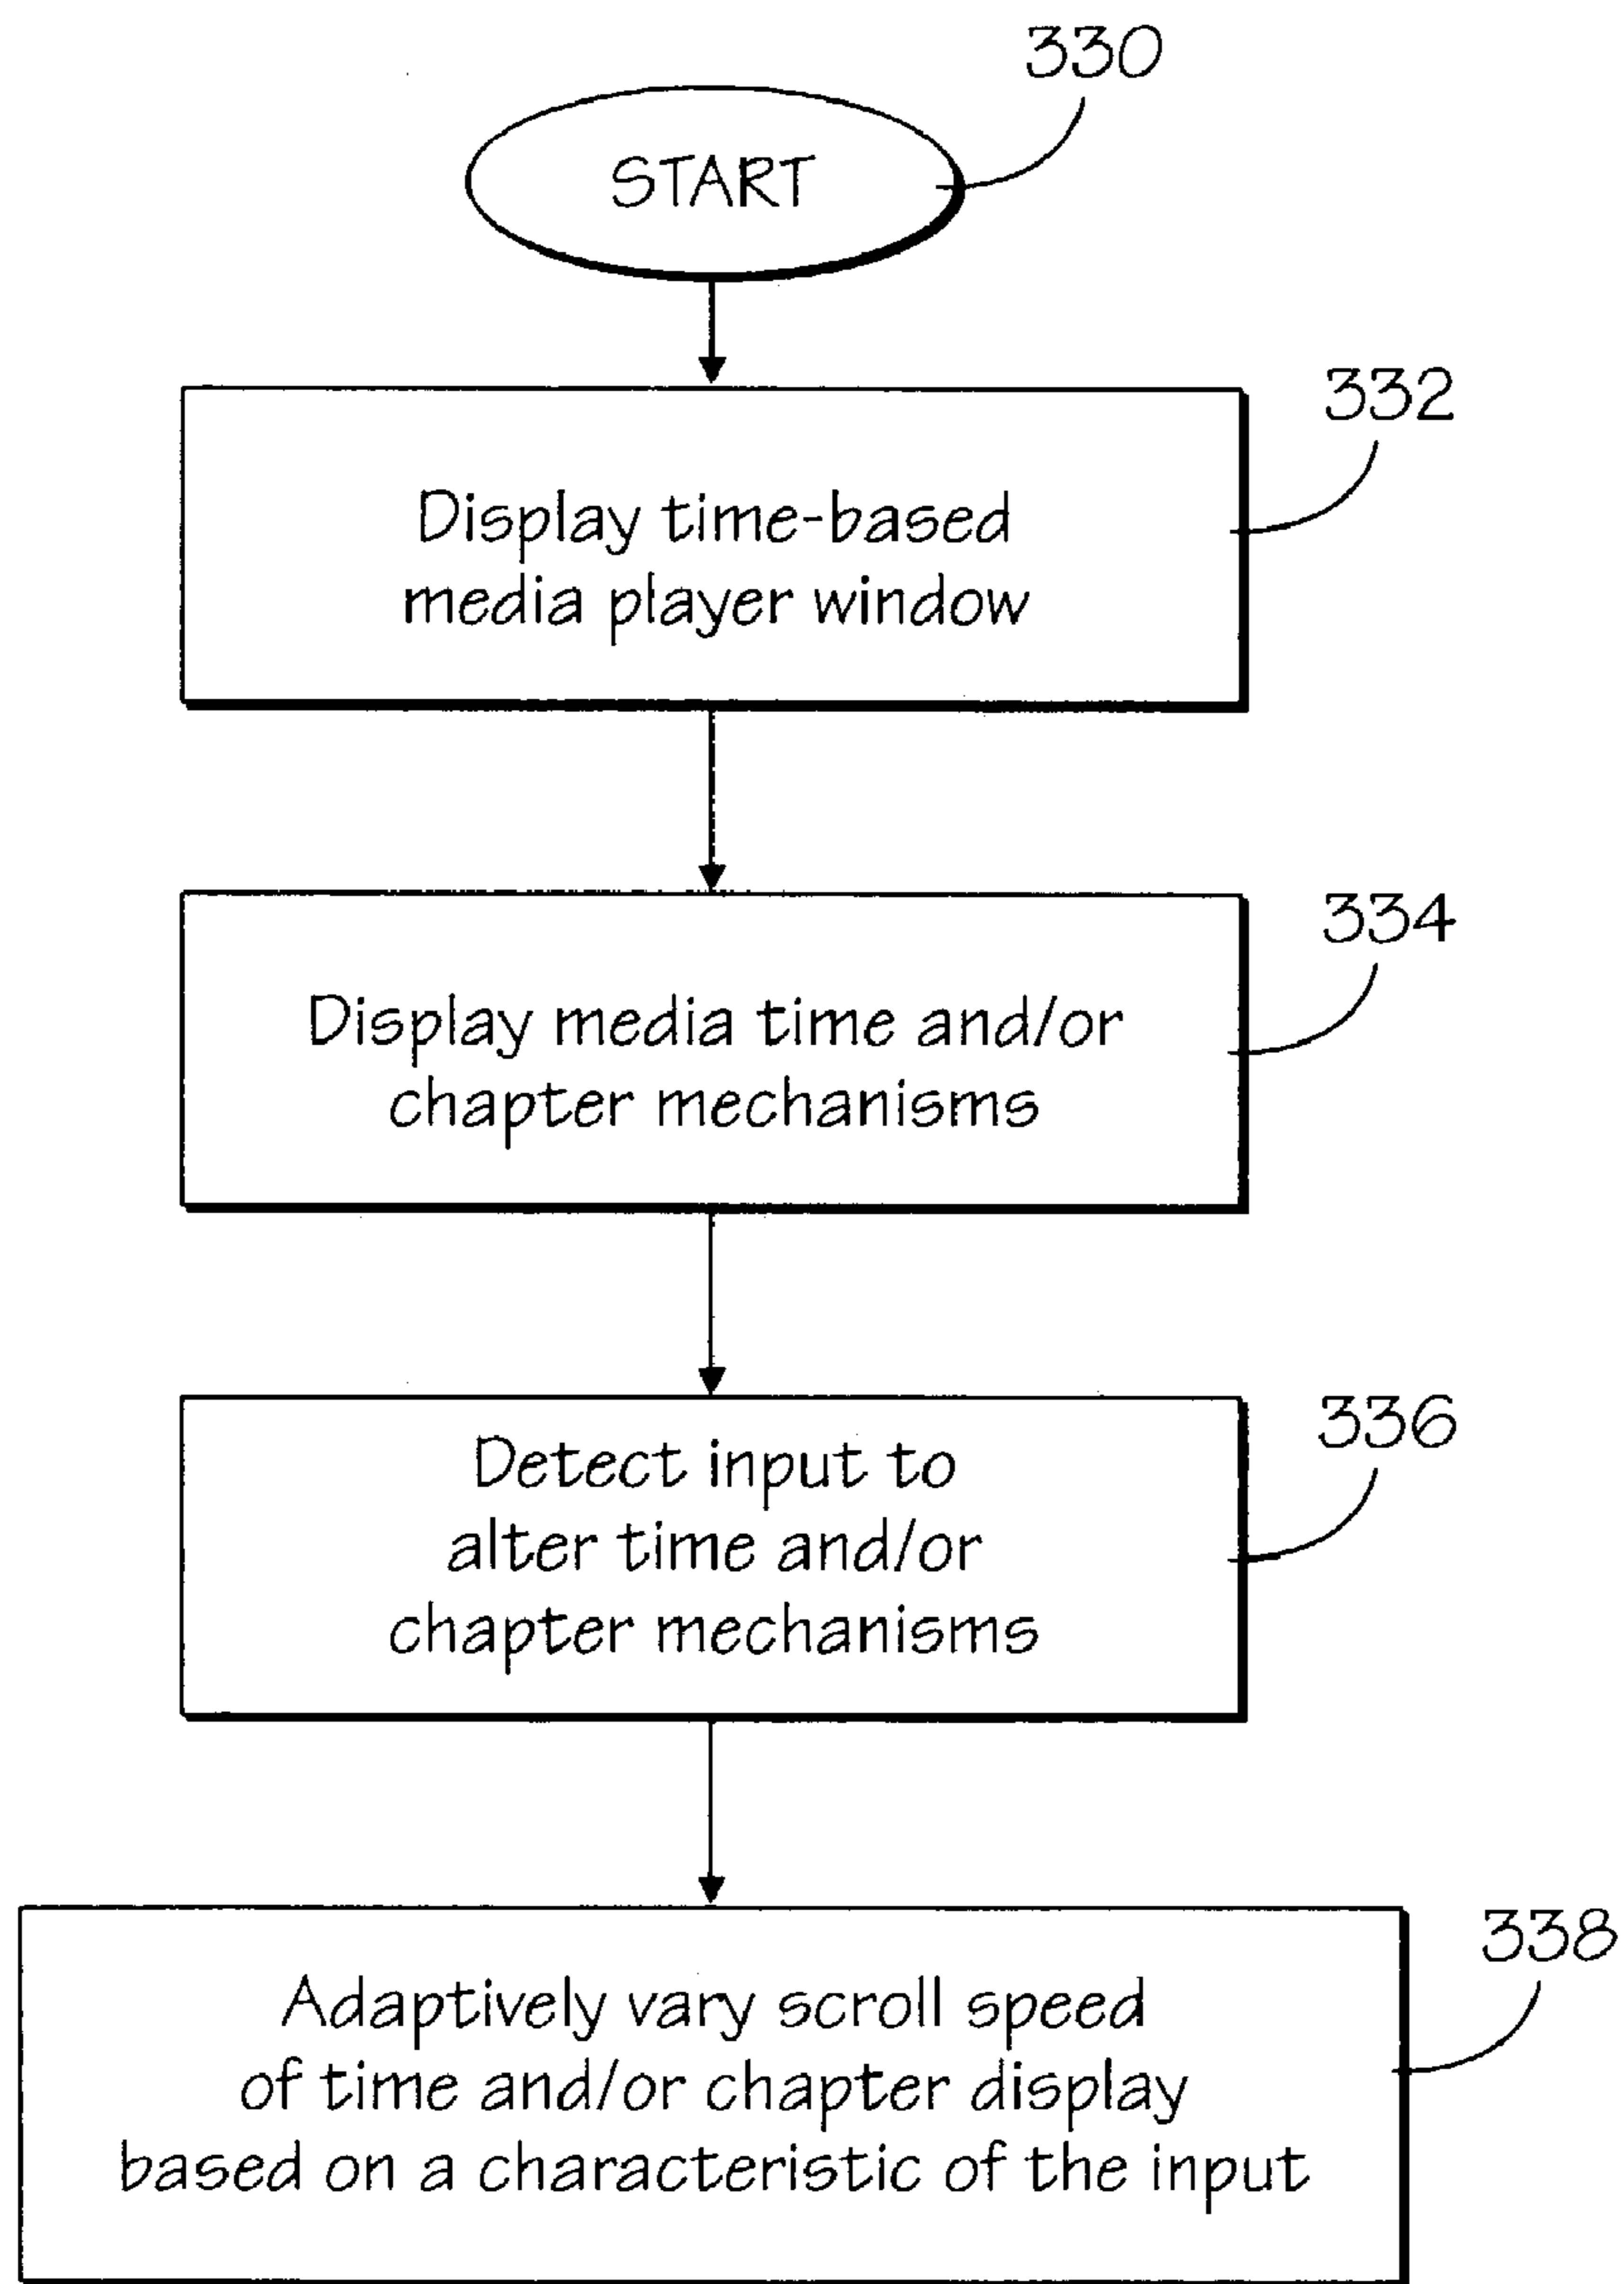 330
START
332
Display time-based
media player window
334
Display media time and/or
chapter mechanisms
336
Detect input to
alter time and/or
chapter mechanisms
338
Adaptively vary scroll speed
of time and/or chapter display
based on a characteristic of the input